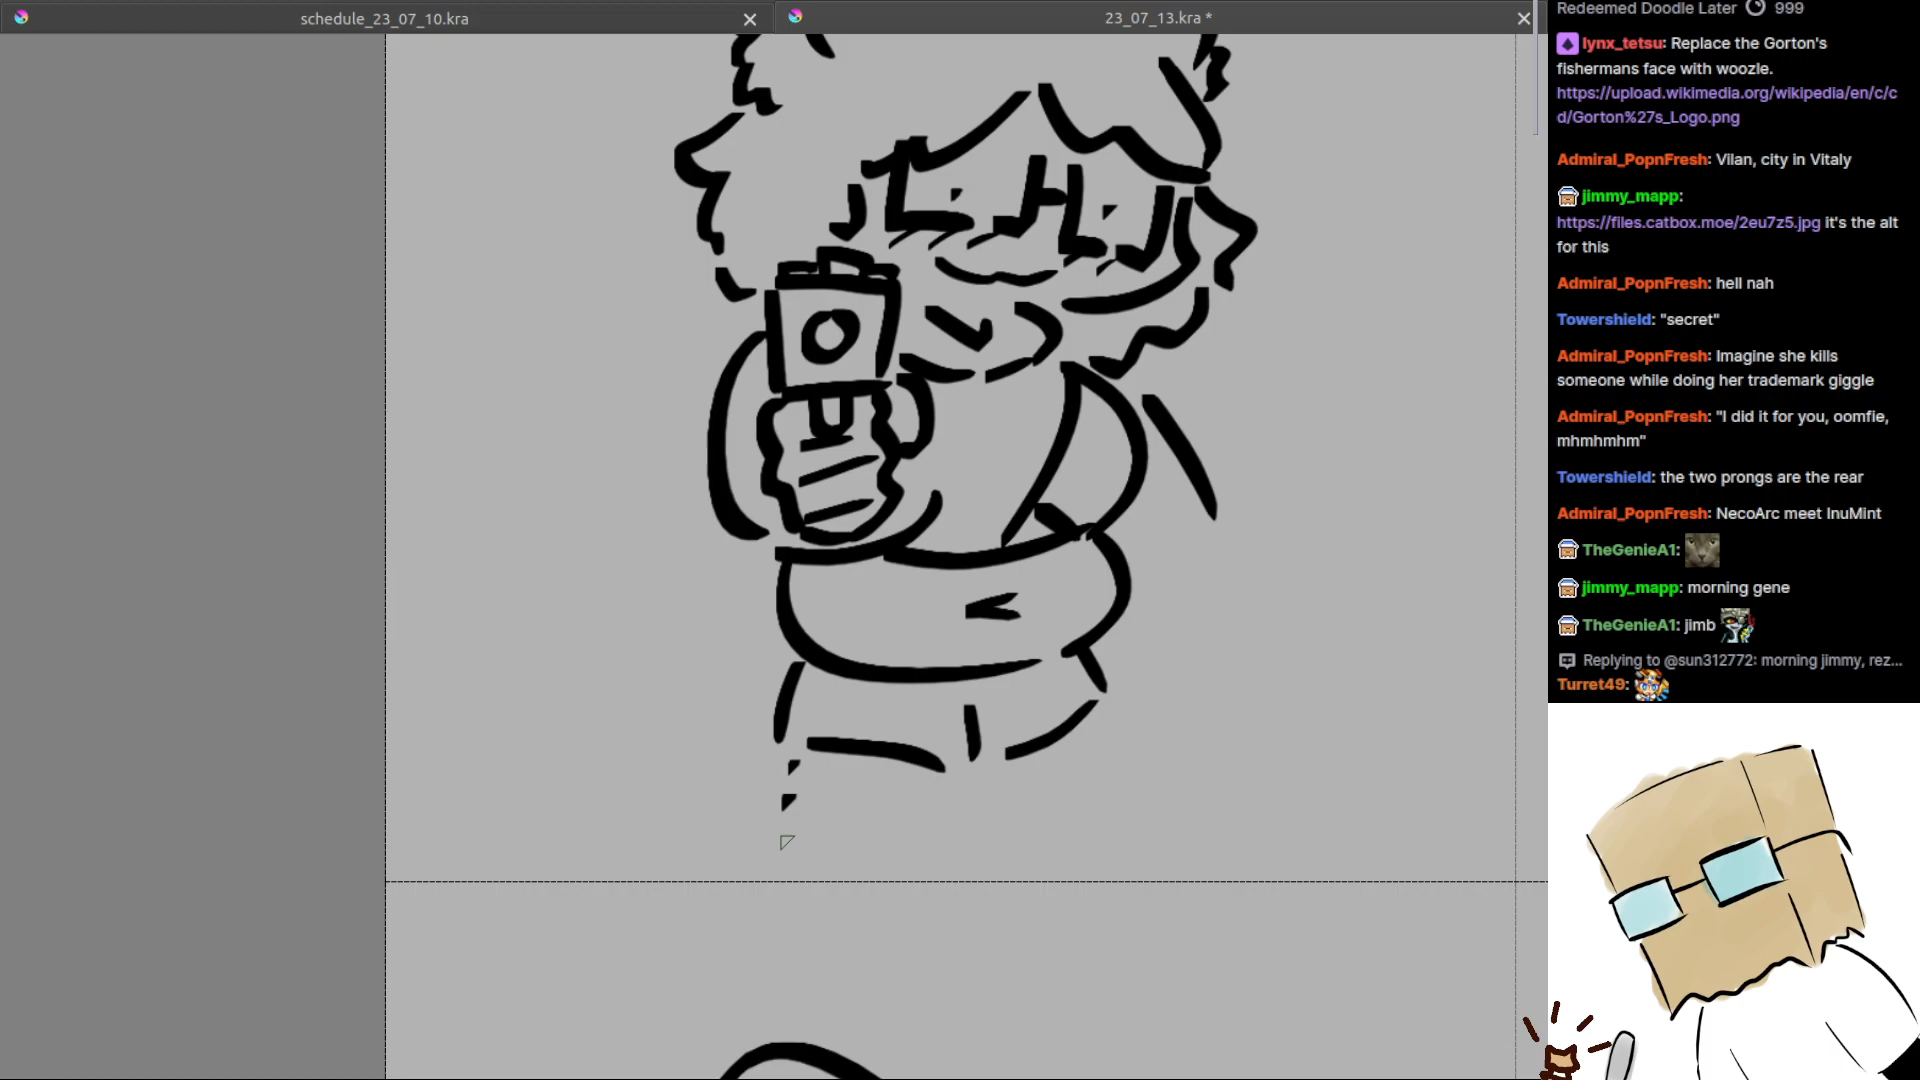 schedule_23_07_10.kra
23_07_13.kra *
Redeemed Doodle Later 999
lynx_tetsu: Replace the Gorton's
fishermans face with woozle.
https://upload.wikimedia.org/wikipedia/en/c/c
d/Gorton%27s_Logo.png
Admiral_PopnFresh: Vilan, city in Vitaly
jimmy_mapp:
https://files.catbox.moe/2eu7z5.jpg it's the alt
for this
Admiral_PopnFresh: hell nah
Towershield: "secret"
Admiral_PopnFresh: Imagine she kills
someone while doing her trademark giggle
Admiral_PopnFresh: "I did it for you, oomfie,
mhmhmhm"
Towershield: the two prongs are the rear
Admiral_PopnFresh: NecoArc meet InuMint
TheGenieA1:
jimmy_mapp: morning gene
TheGenieA1: jimb
Replying to @sun312772: morning jimmy, rez...
Turret49: